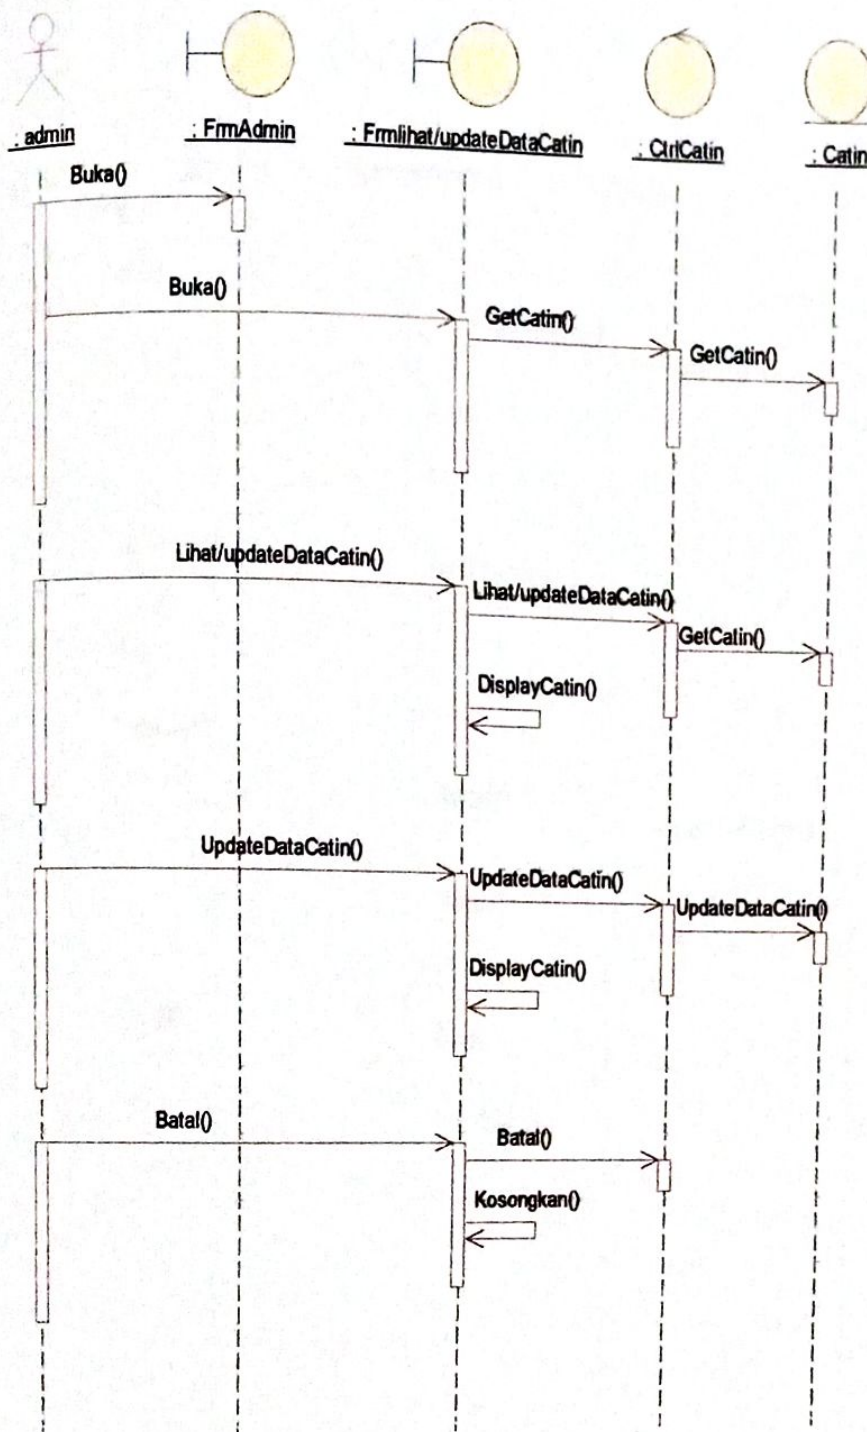 : admin
: FrmAdmin
: Frmlihat/updateDataCatin
: CtrlCatin
: Catin
Buka()
Buka()
GetCatin()
GetCatin()
Lihat/updateDataCatin()
Lihat/updateDataCatin()
GetCatin()
DisplayCatin()
UpdateDataCatin()
UpdateDataCatin()
UpdateDataCatin()
DisplayCatin()
Batal()
Batal()
Kosongkan()